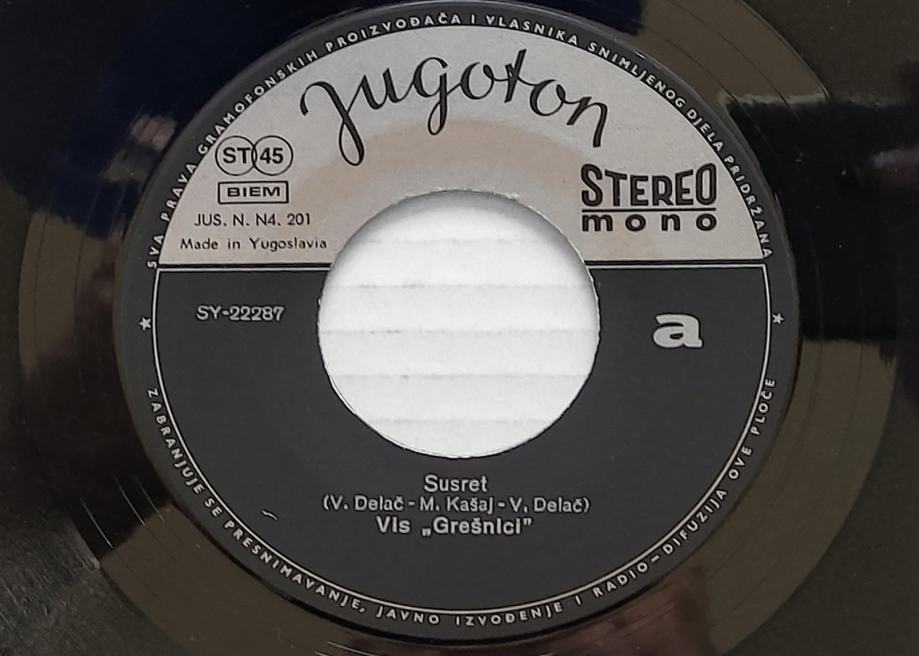 SVA PRAVA GRAMOFONSKIH PROIZVOĐAČA I VLASNIKA SNIMLJENOG DJELA PRIDRŽANA
jugoton
ST 45
BIEM
STEREO
mono
JUS. N. N4. 201
Made in Yugoslavia
SY-22287
a
Susret
(V. Delač - M. Kašaj - V. Delač)
Vis „Grešnici”
ZABRANJUJE SE PRESNIMAVANJE, JAVNO IZVOĐENJE I RADIO-DIFUZIJA OVE PLOČE